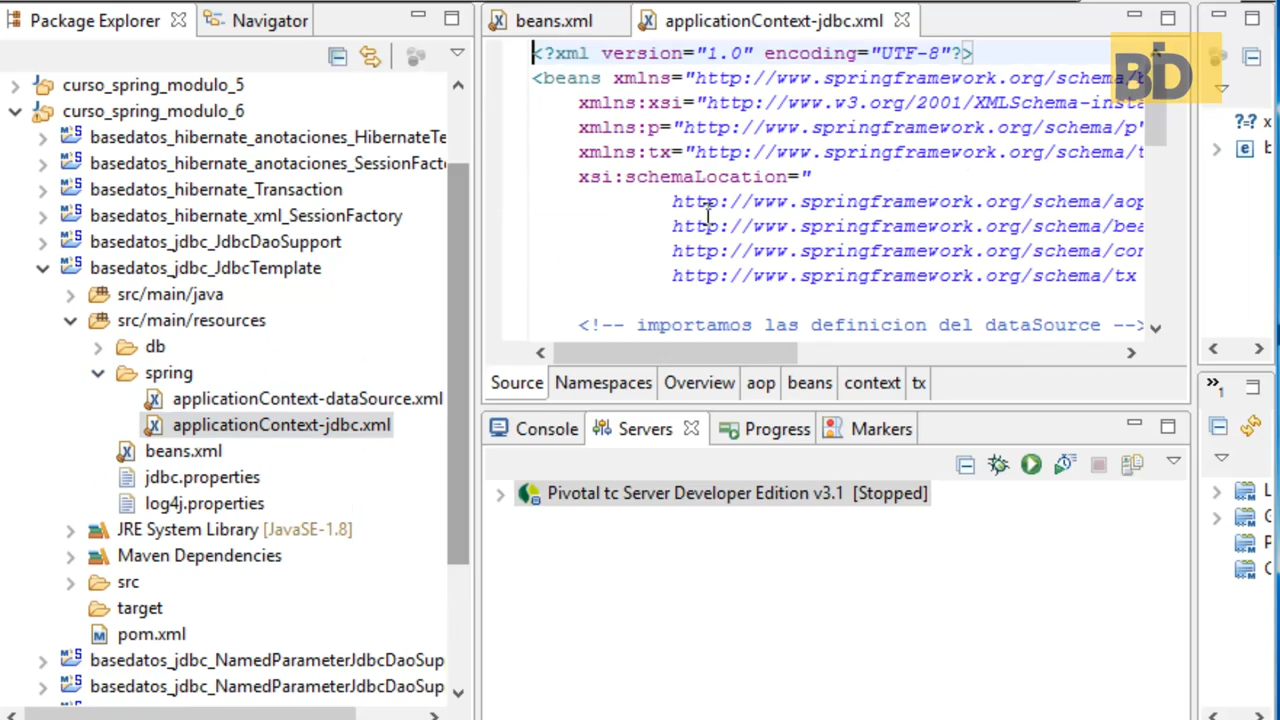 Package Explorer
Navigator
curso_spring_modulo_5
curso_spring_modulo_6
basedatos_hibernate_anotaciones_HibernateTe
basedatos_hibernate_anotaciones_SessionFacto
basedatos_hibernate_Transaction
basedatos_hibernate_xml_SessionFactory
basedatos_jdbc_JdbcDaoSupport
basedatos_jdbc_JdbcTemplate
src/main/java
src/main/resources
db
spring
applicationContext-dataSource.xml
applicationContext-jdbc.xml
beans.xml
jdbc.properties
log4j.properties
JRE System Library [JavaSE-1.8]
Maven Dependencies
src
target
pom.xml
basedatos_jdbc_NamedParameterJdbcDaoSup
basedatos_jdbc_NamedParameterJdbcDaoSup
beans.xml
applicationContext-jdbc.xml
<?xml version="1.0" encoding="UTF-8"?>
<beans xmlns="http://www.springframework.org/schema/b
xmlns:xsi="http://www.w3.org/2001/XMLSchema-insta
xmlns:p="http://www.springframework.org/schema/p"
xmlns:tx="http://www.springframework.org/schema/t
xsi:schemaLocation="
http://www.springframework.org/schema/aop
http://www.springframework.org/schema/bea
http://www.springframework.org/schema/con
http://www.springframework.org/schema/tx
<!-- importamos las definicion del dataSource -->
Source Namespaces Overview aop beans context tx
BD
Console Servers Progress Markers
Pivotal tc Server Developer Edition v3.1 [Stopped]
x
b
1
L
P